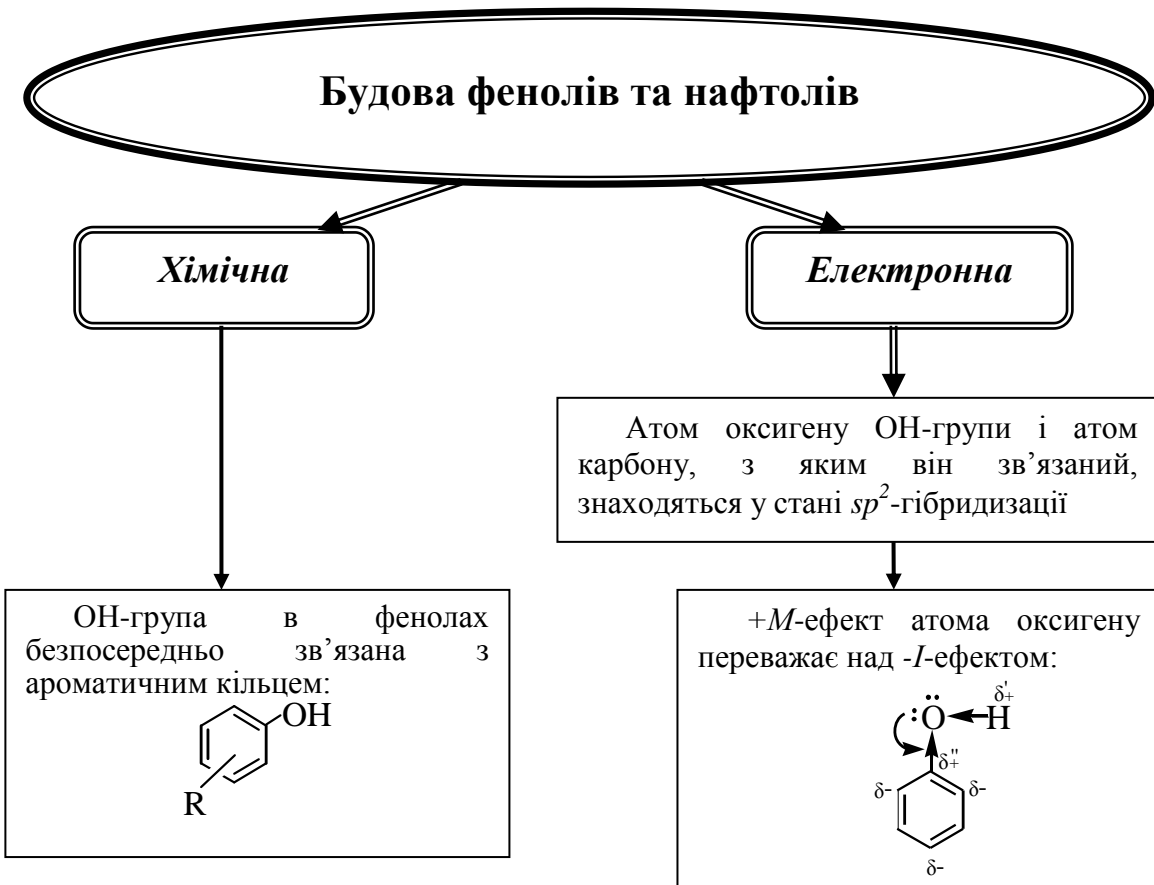 Будова фенолів та нафтолів
Хімічна
Електронна
Атом оксигену ОН-групи і атом
карбону, з яким він зв’язаний,
знаходяться у стані sp²-гібридизації
ОН-група в фенолах
безпосередньо зв’язана з
ароматичним кільцем:
OH
R
+M-ефект атома оксигену
переважає над -I-ефектом:
δ+'
:Ö H
δ+''
δ- δ-
δ-